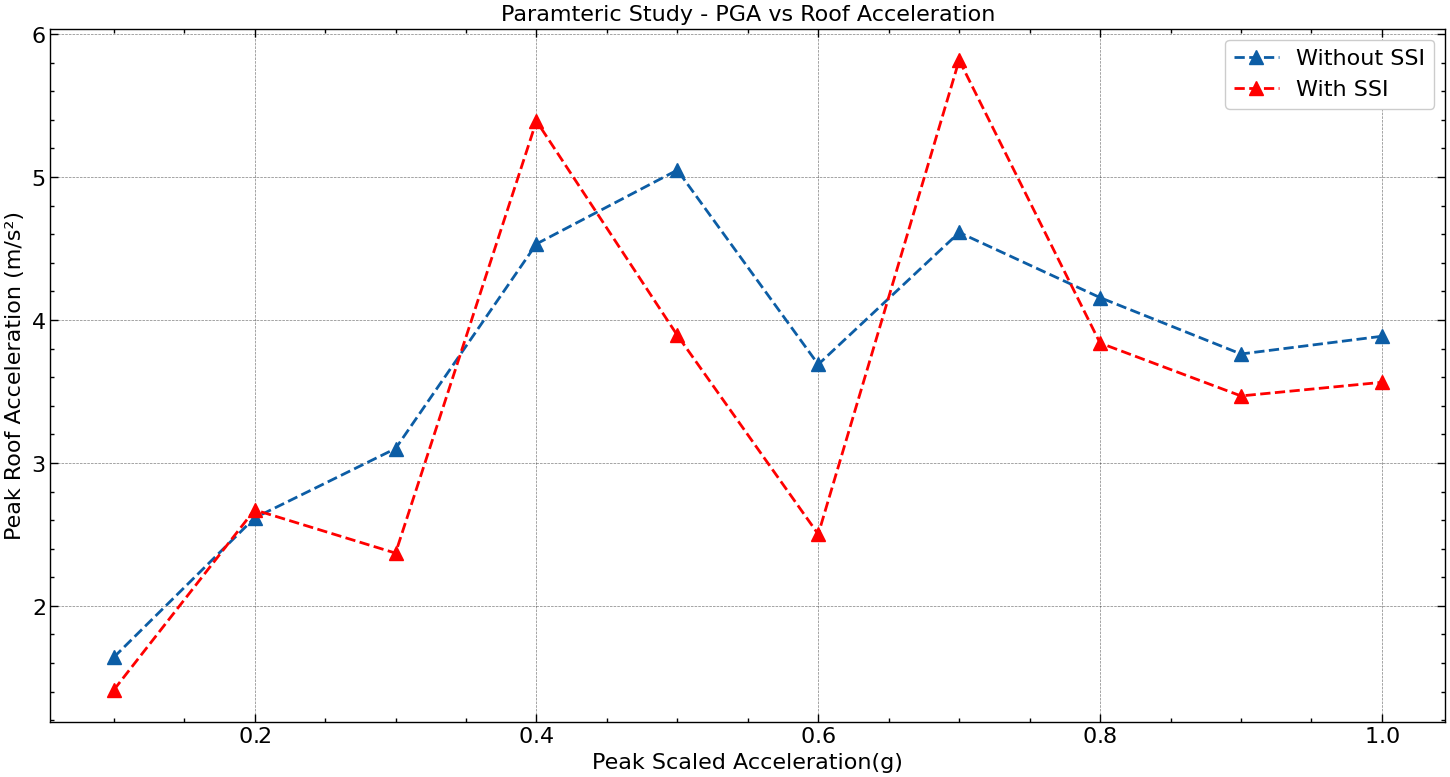 Paramteric Study - PGA vs Roof Acceleration
Without SSI
With SSI
Peak Roof Acceleration (m/s²)
6
5
4
3
2
0.2 0.4 0.6 0.8 1.0
Peak Scaled Acceleration(g)